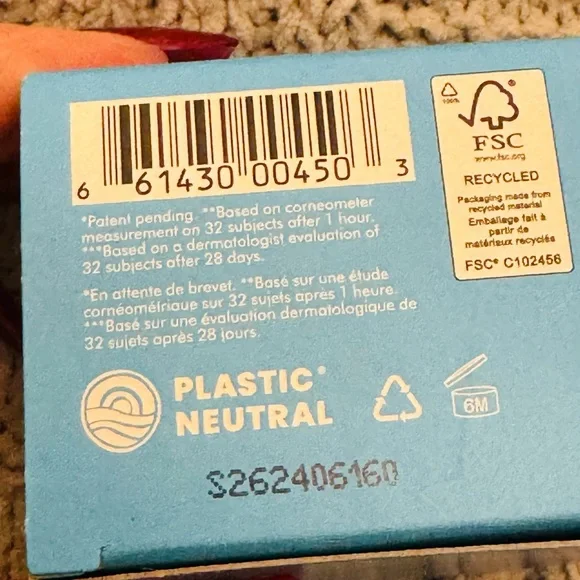 6 61430 00450 3
*Patent pending. **Based on corneometer
measurement on 32 subjects after 1 hour.
***Based on a dermatologist evaluation of
32 subjects after 28 days.
*En attente de brevet. **Basé sur une étude
cornéométrique sur 32 sujets après 1 heure.
***Basé sur une évaluation dermatologique de
32 sujets après 28 jours.
100%
FSC®
www.fsc.org
RECYCLED
Packaging made from
recycled material
Emballage fait à
partir de
matériaux recyclés
FSC® C102456
PLASTIC®
NEUTRAL
6M
S262406160